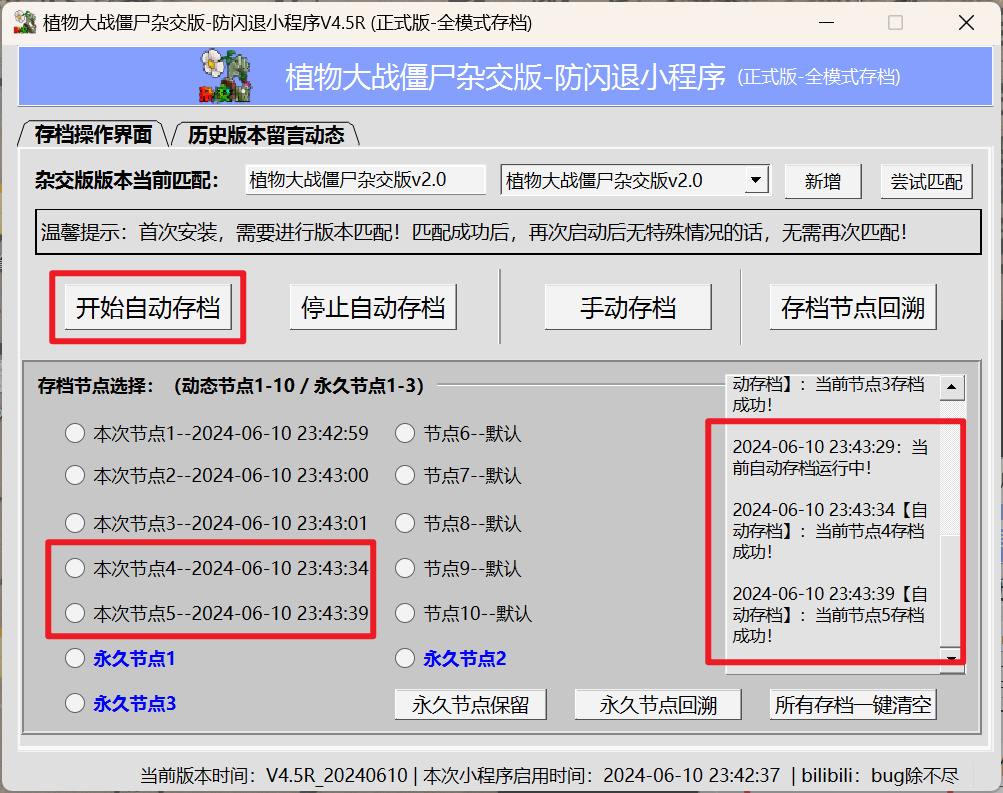 植物大战僵尸杂交版-防闪退小程序V4.5R (正式版-全模式存档)
植物大战僵尸杂交版-防闪退小程序 (正式版-全模式存档)
存档操作界面 历史版本留言动态
杂交版版本当前匹配： 植物大战僵尸杂交版v2.0 植物大战僵尸杂交版v2.0 新增 尝试匹配
温馨提示：首次安装，需要进行版本匹配！匹配成功后，再次启动后无特殊情况的话，无需再次匹配！
开始自动存档 停止自动存档 手动存档 存档节点回溯
存档节点选择：（动态节点1-10 / 永久节点1-3）
本次节点1--2024-06-10 23:42:59 节点6--默认
本次节点2--2024-06-10 23:43:00 节点7--默认
本次节点3--2024-06-10 23:43:01 节点8--默认
本次节点4--2024-06-10 23:43:34 节点9--默认
本次节点5--2024-06-10 23:43:39 节点10--默认
永久节点1 永久节点2
永久节点3
动存档】：当前节点3存档
成功！
2024-06-10 23:43:29：当
前自动存档运行中！
2024-06-10 23:43:34【自
动存档】：当前节点4存档
成功！
2024-06-10 23:43:39【自
动存档】：当前节点5存档
成功！
永久节点保留 永久节点回溯 所有存档一键清空
当前版本时间：V4.5R_20240610 | 本次小程序启用时间：2024-06-10 23:42:37 | bilibili：bug除不尽